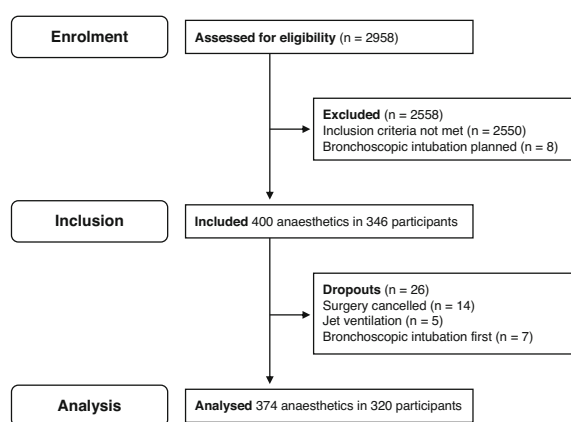 Enrolment
Assessed for eligibility (n = 2958)
Excluded (n = 2558)
Inclusion criteria not met (n = 2550)
Bronchoscopic intubation planned (n = 8)
Inclusion
Included 400 anaesthetics in 346 participants
Dropouts (n = 26)
Surgery cancelled (n = 14)
Jet ventilation (n = 5)
Bronchoscopic intubation first (n = 7)
Analysis
Analysed 374 anaesthetics in 320 participants